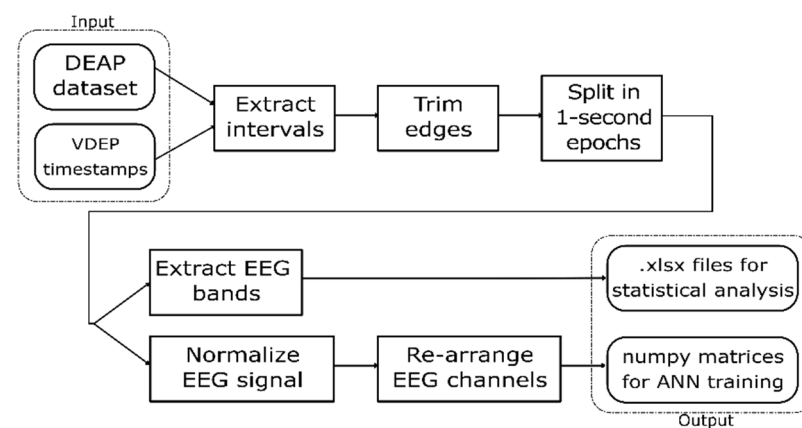 Input
DEAP
dataset
VDEP
timestamps
Extract
intervals
Trim
edges
Split in
1-second
epochs
Extract EEG
bands
.xlsx files for
statistical analysis
Normalize
EEG signal
Re-arrange
EEG channels
numpy matrices
for ANN training
Output